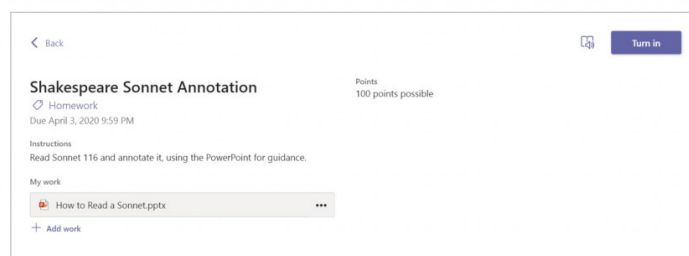 Back
Turn in
Shakespeare Sonnet Annotation
Homework
Due April 3, 2020 9:59 PM
Points
100 points possible
Instructions
Read Sonnet 116 and annotate it, using the PowerPoint for guidance.
My work
How to Read a Sonnet.pptx
+ Add work